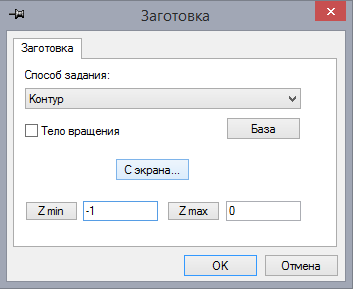 Заготовка
Заготовка
Способ задания:
Контур
Тело вращения
База
С экрана...
Z min -1 Z max 0
OK Отмена